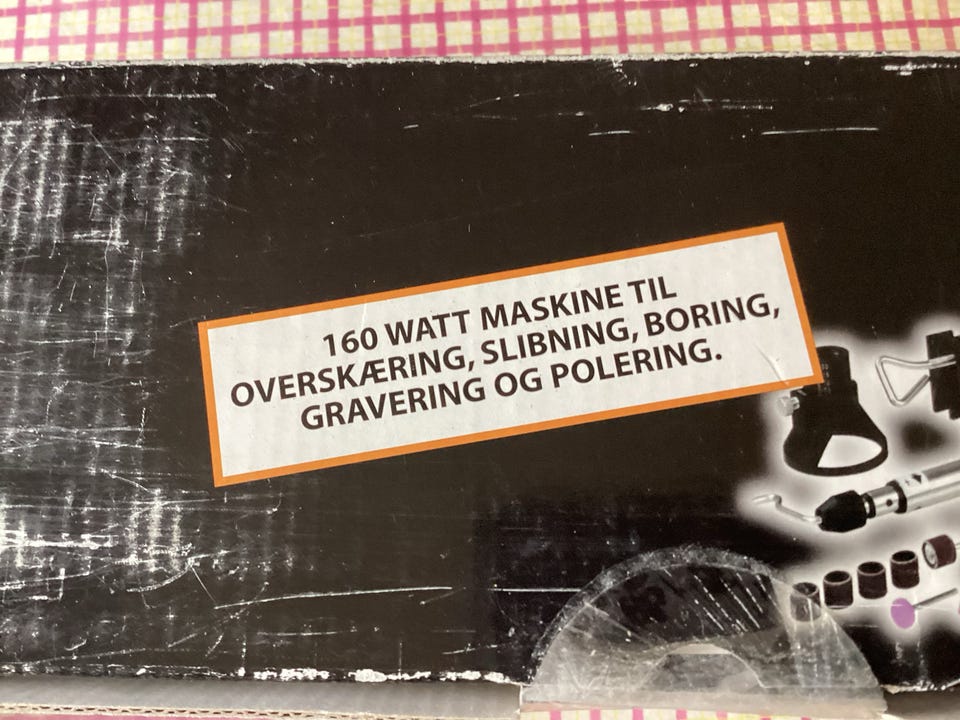 160 WATT MASKINE TIL
OVERSKÆRING, SLIBNING, BORING,
GRAVERING OG POLERING.